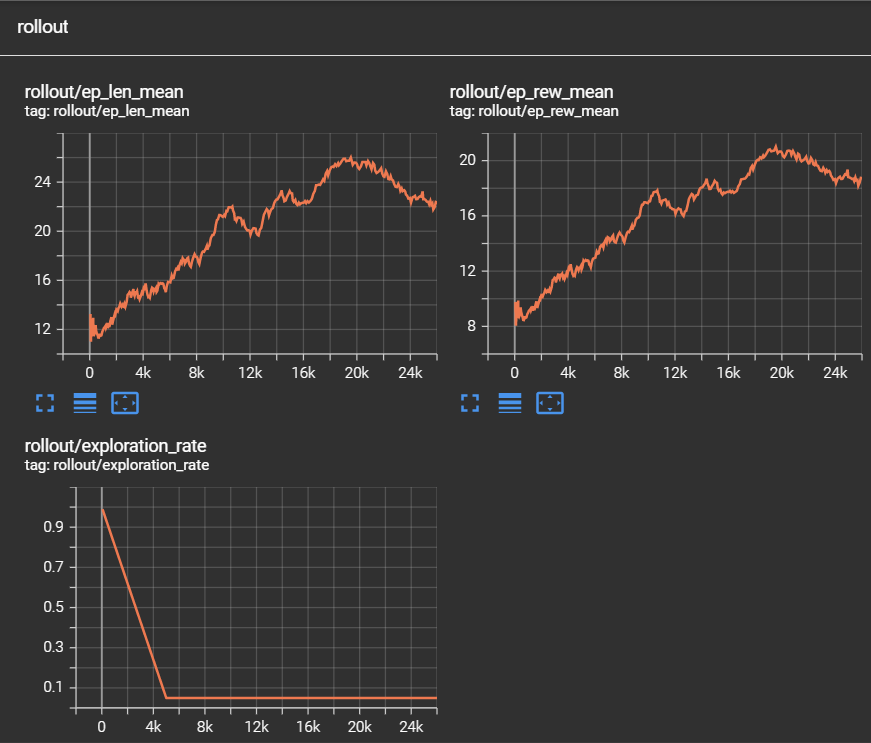 rollout
rollout/ep_len_mean
tag: rollout/ep_len_mean
24
20
16
12
0 4k 8k 12k 16k 20k 24k
rollout/ep_rew_mean
tag: rollout/ep_rew_mean
20
16
12
8
0 4k 8k 12k 16k 20k 24k
rollout/exploration_rate
tag: rollout/exploration_rate
0.9
0.7
0.5
0.3
0.1
0 4k 8k 12k 16k 20k 24k